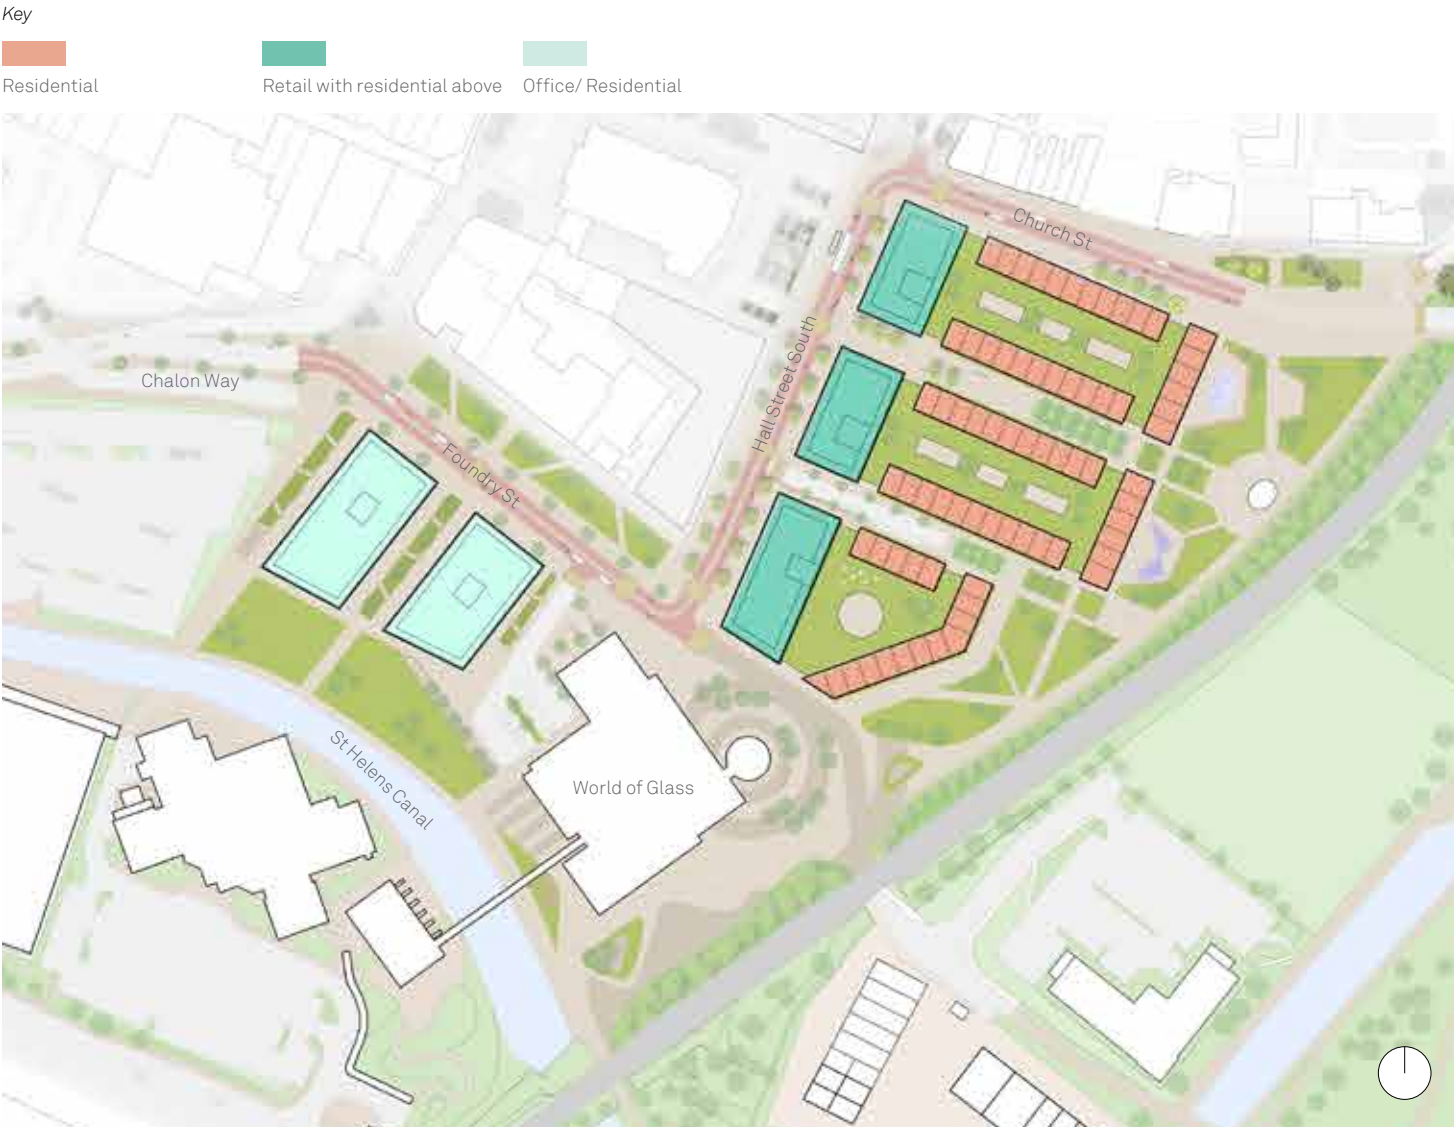 Key
Residential
Retail with residential above
Office/ Residential
Church St
Hall Street South
Chalon Way
Foundry St
St Helens Canal
World of Glass